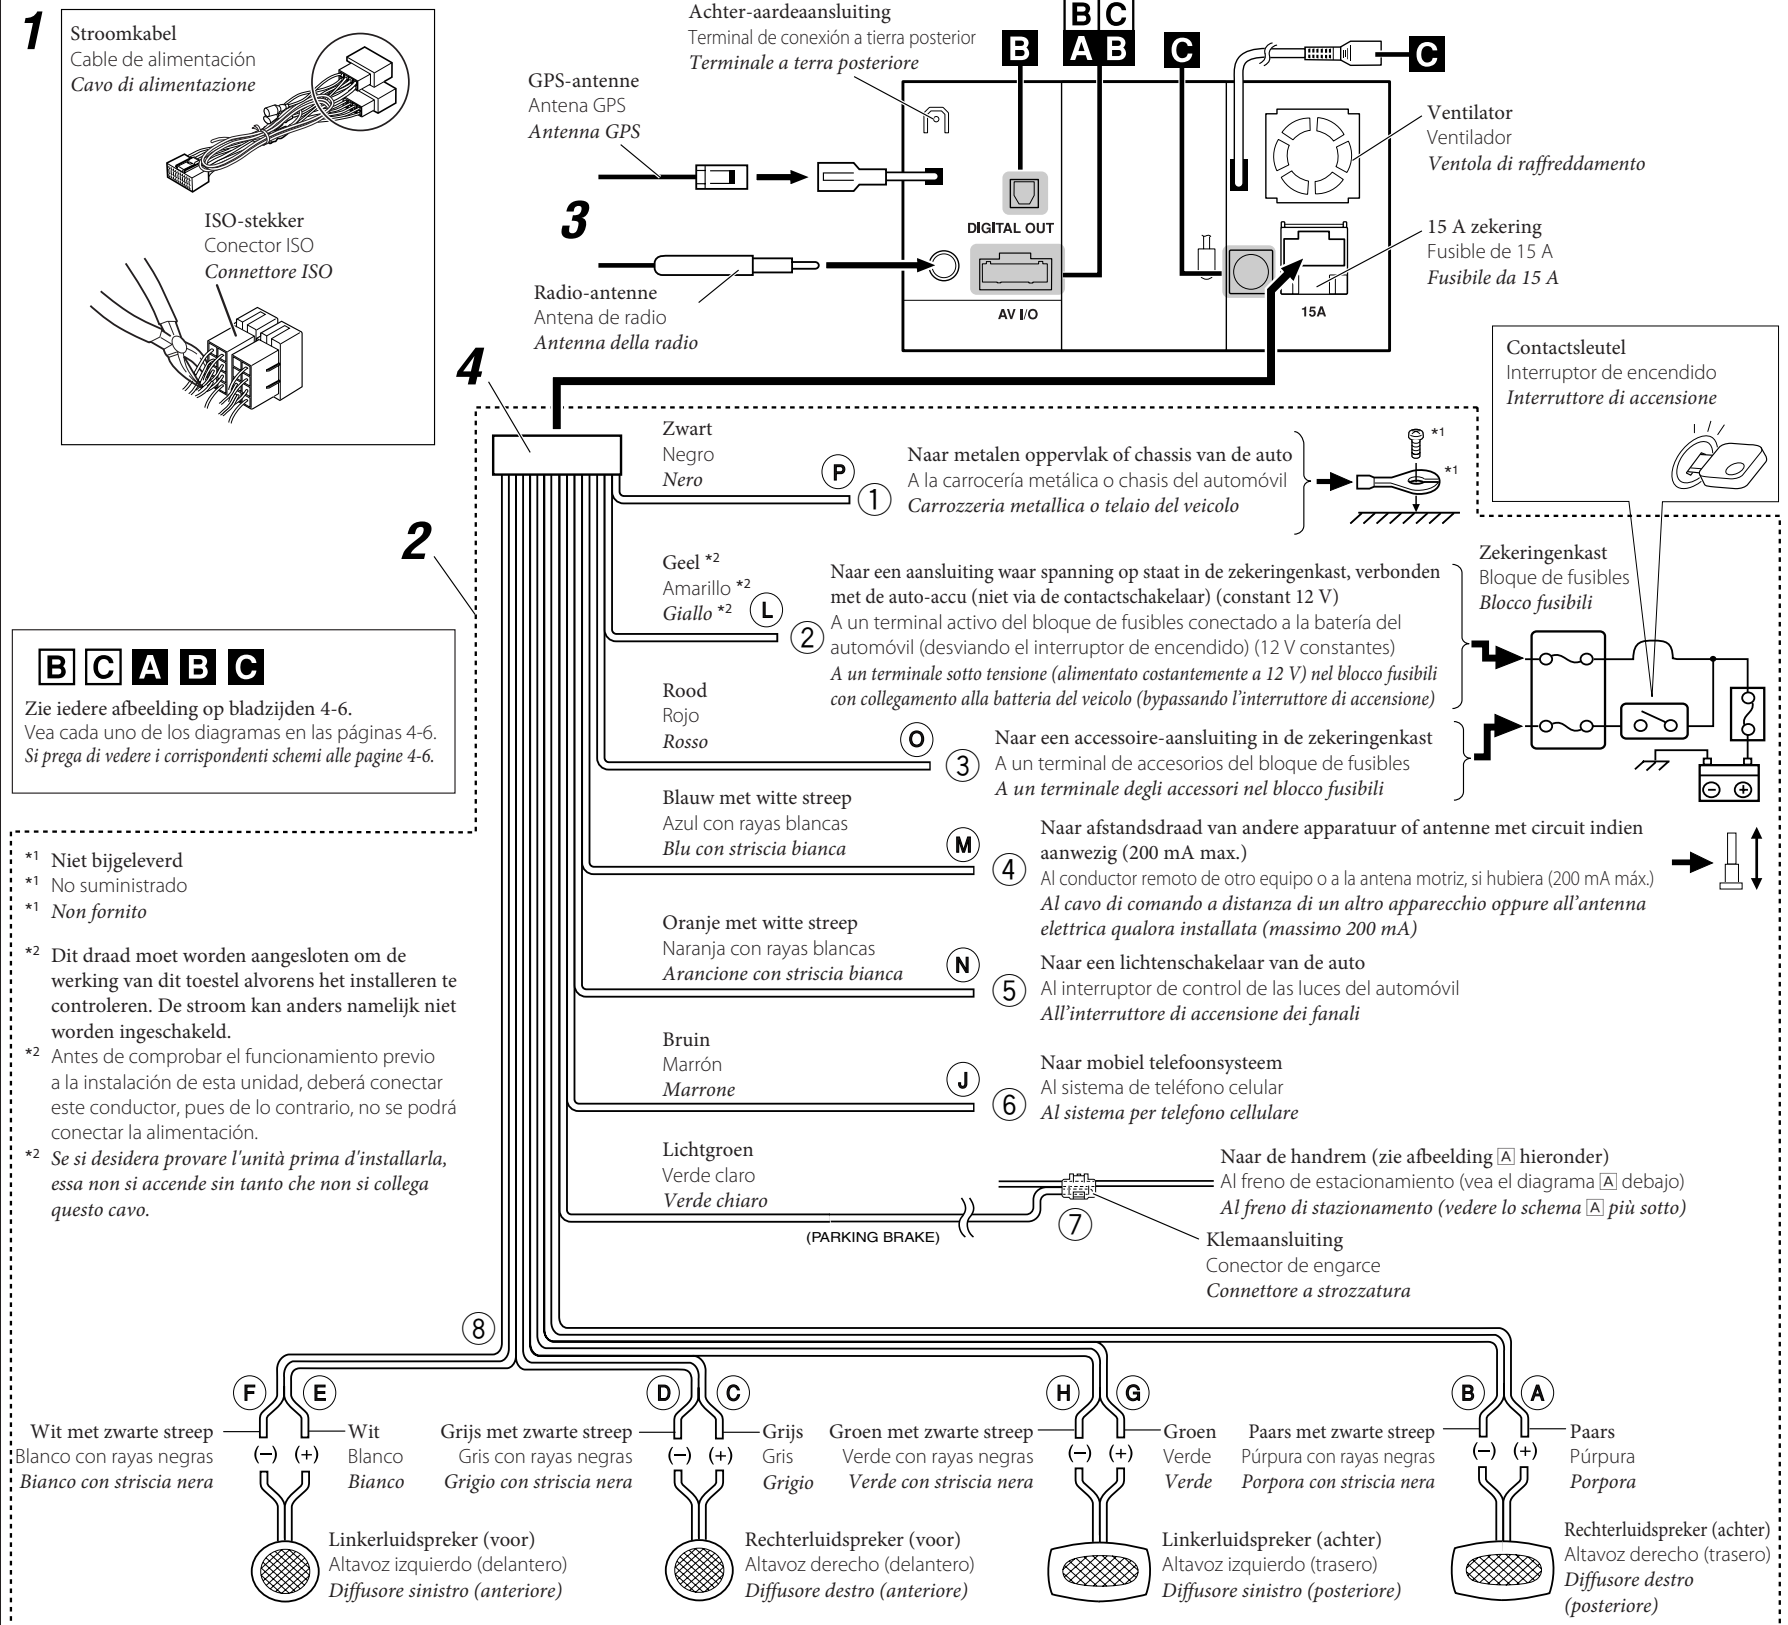 1
Stroomkabel
Cable de alimentación
Cavo di alimentazione
ISO-stekker
Conector ISO
Connettore ISO
Achter-aardeaansluiting
Terminal de conexión a tierra posterior
Terminale a terra posteriore
GPS-antenne
Antena GPS
Antenna GPS
3
Radio-antenne
Antena de radio
Antenna della radio
B
B C
A B
C
C
DIGITAL OUT
AV I/O
15A
Ventilator
Ventilador
Ventola di raffreddamento
15 A zekering
Fusible de 15 A
Fusibile da 15 A
Contactsleutel
Interruptor de encendido
Interruttore di accensione
4
2
Zwart
Negro
Nero
P
1
Naar metalen oppervlak of chassis van de auto
A la carrocería metálica o chasis del automóvil
Carrozzeria metallica o telaio del veicolo
*1
*1
Geel *2
Amarillo *2
Giallo *2
L
2
Naar een aansluiting waar spanning op staat in de zekeringenkast, verbonden
met de auto-accu (niet via de contactschakelaar) (constant 12 V)
A un terminal activo del bloque de fusibles conectado a la batería del
automóvil (desviando el interruptor de encendido) (12 V constantes)
A un terminale sotto tensione (alimentato costantemente a 12 V) nel blocco fusibili
con collegamento alla batteria del veicolo (bypassando l'interruttore di accensione)
Zekeringenkast
Bloque de fusibles
Blocco fusibili
Rood
Rojo
Rosso
O
3
Naar een accessoire-aansluiting in de zekeringenkast
A un terminal de accesorios del bloque de fusibles
A un terminale degli accessori nel blocco fusibili
− +
B C A B C
Zie iedere afbeelding op bladzijden 4-6.
Vea cada uno de los diagramas en las páginas 4-6.
Si prega di vedere i corrispondenti schemi alle pagine 4-6.
Blauw met witte streep
Azul con rayas blancas
Blu con striscia bianca
M
4
Naar afstandsdraad van andere apparatuur of antenne met circuit indien
aanwezig (200 mA max.)
Al conductor remoto de otro equipo o a la antena motriz, si hubiera (200 mA máx.)
Al cavo di comando a distanza di un altro apparecchio oppure all'antenna
elettrica qualora installata (massimo 200 mA)
Oranje met witte streep
Naranja con rayas blancas
Arancione con striscia bianca
N
5
Naar een lichtenschakelaar van de auto
Al interruptor de control de las luces del automóvil
All'interruttore di accensione dei fanali
Bruin
Marrón
Marrone
J
6
Naar mobiel telefoonsysteem
Al sistema de teléfono celular
Al sistema per telefono cellulare
Lichtgroen
Verde claro
Verde chiaro
(PARKING BRAKE)
7
Naar de handrem (zie afbeelding A hieronder)
Al freno de estacionamiento (vea el diagrama A debajo)
Al freno di stazionamento (vedere lo schema A più sotto)
Klemaansluiting
Conector de engarce
Connettore a strozzatura
*1 Niet bijgeleverd
*1 No suministrado
*1 Non fornito
*2 Dit draad moet worden aangesloten om de
werking van dit toestel alvorens het installeren te
controleren. De stroom kan anders namelijk niet
worden ingeschakeld.
*2 Antes de comprobar el funcionamiento previo
a la instalación de esta unidad, deberá conectar
este conductor, pues de lo contrario, no se podrá
conectar la alimentación.
*2 Se si desidera provare l'unità prima d'installarla,
essa non si accende sin tanto che non si collega
questo cavo.
8
F E
Wit met zwarte streep
Blanco con rayas negras
Bianco con striscia nera
(−) (+)
Wit
Blanco
Bianco
Linkerluidspreker (voor)
Altavoz izquierdo (delantero)
Diffusore sinistro (anteriore)
D C
Grijs met zwarte streep
Gris con rayas negras
Grigio con striscia nera
(−) (+)
Grijs
Gris
Grigio
Rechterluidspreker (voor)
Altavoz derecho (delantero)
Diffusore destro (anteriore)
H G
Groen met zwarte streep
Verde con rayas negras
Verde con striscia nera
(−) (+)
Groen
Verde
Verde
Linkerluidspreker (achter)
Altavoz izquierdo (trasero)
Diffusore sinistro (posteriore)
B A
Paars met zwarte streep
Púrpura con rayas negras
Porpora con striscia nera
(−) (+)
Paars
Púrpura
Porpora
Rechterluidspreker (achter)
Altavoz derecho (trasero)
Diffusore destro
(posteriore)